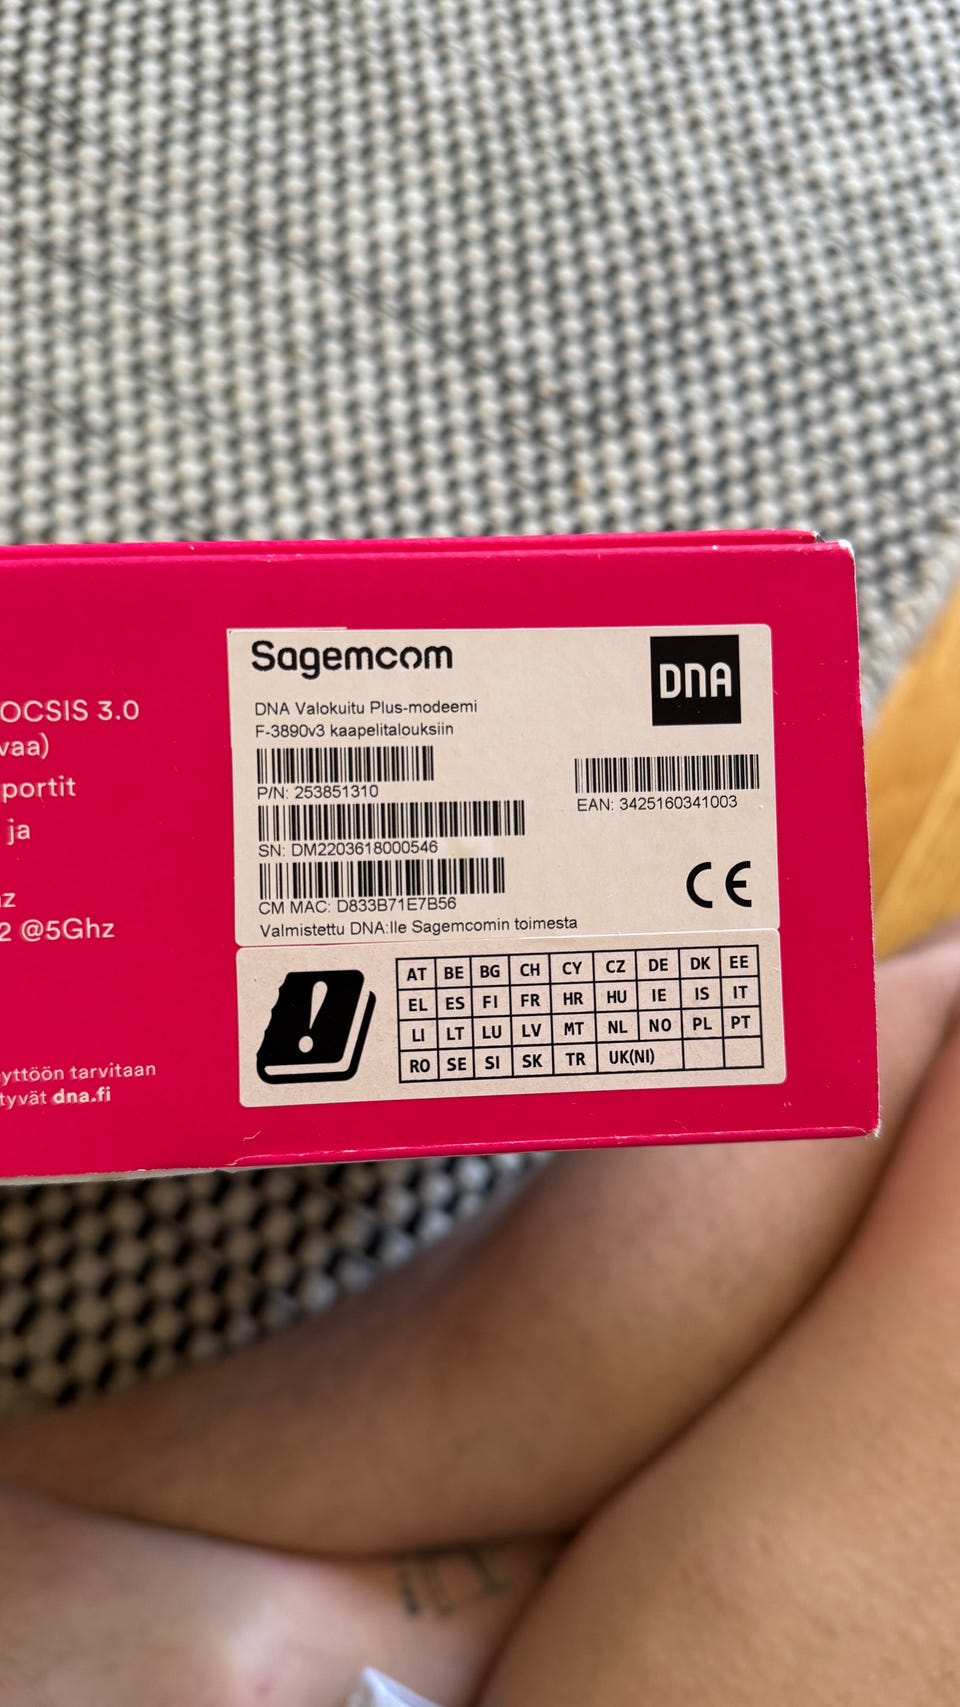 OCSIS 3.0
vaa)
portit
ja
z
2 @5Ghz
yttöön tarvitaan
tyvät dna.fi
Sagemcom
DNA
DNA Valokuitu Plus-modeemi
F-3890v3 kaapelitalouksiin
P/N: 253851310
EAN: 3425160341003
SN: DM2203618000546
CM MAC: D833B71E7B56
CE
Valmistettu DNA:lle Sagemcomin toimesta
!
AT BE BG CH CY CZ DE DK EE
EL ES FI FR HR HU IE IS IT
LI LT LU LV MT NL NO PL PT
RO SE SI SK TR UK(NI)